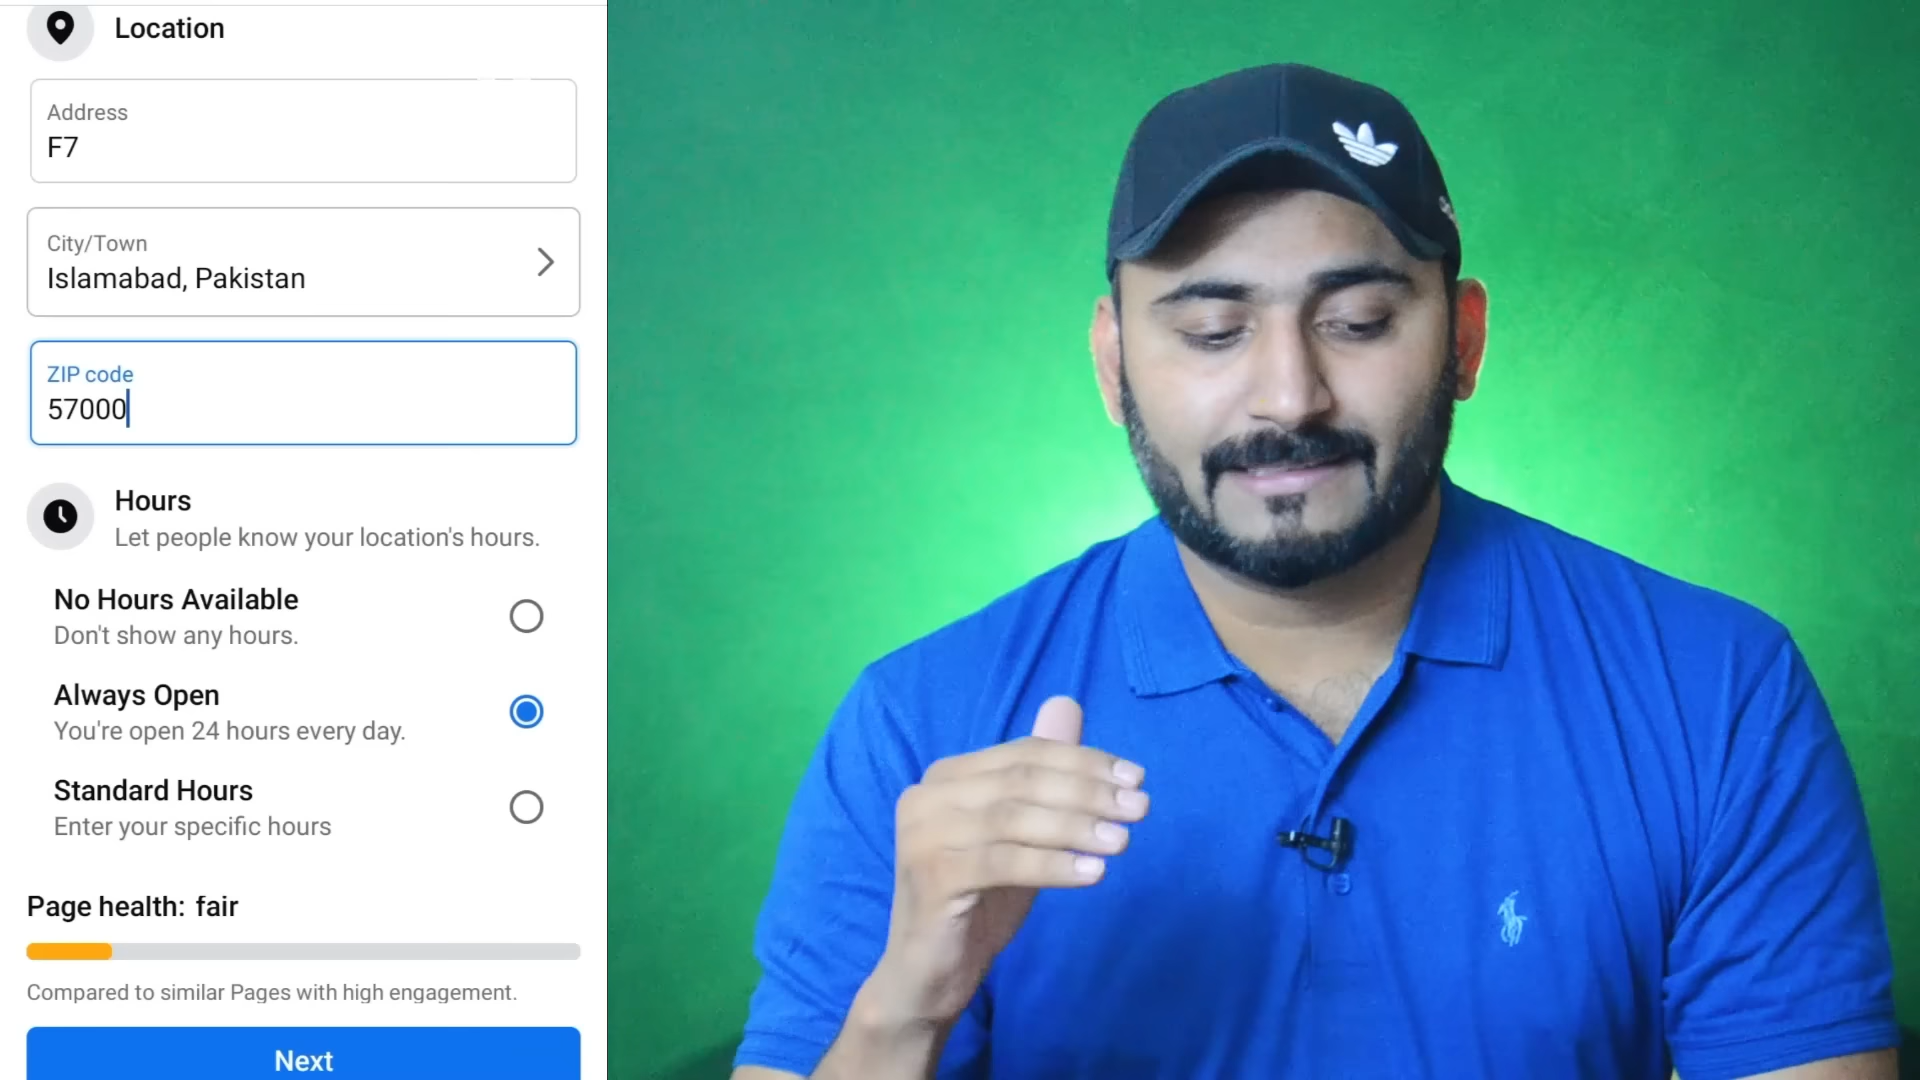 Location
Address
F7
City/Town
Islamabad, Pakistan
ZIP code
57000
Hours
Let people know your location's hours.
No Hours Available
Don't show any hours.
Always Open
You're open 24 hours every day.
Standard Hours
Enter your specific hours
Page health: fair
Compared to similar Pages with high engagement.
Next